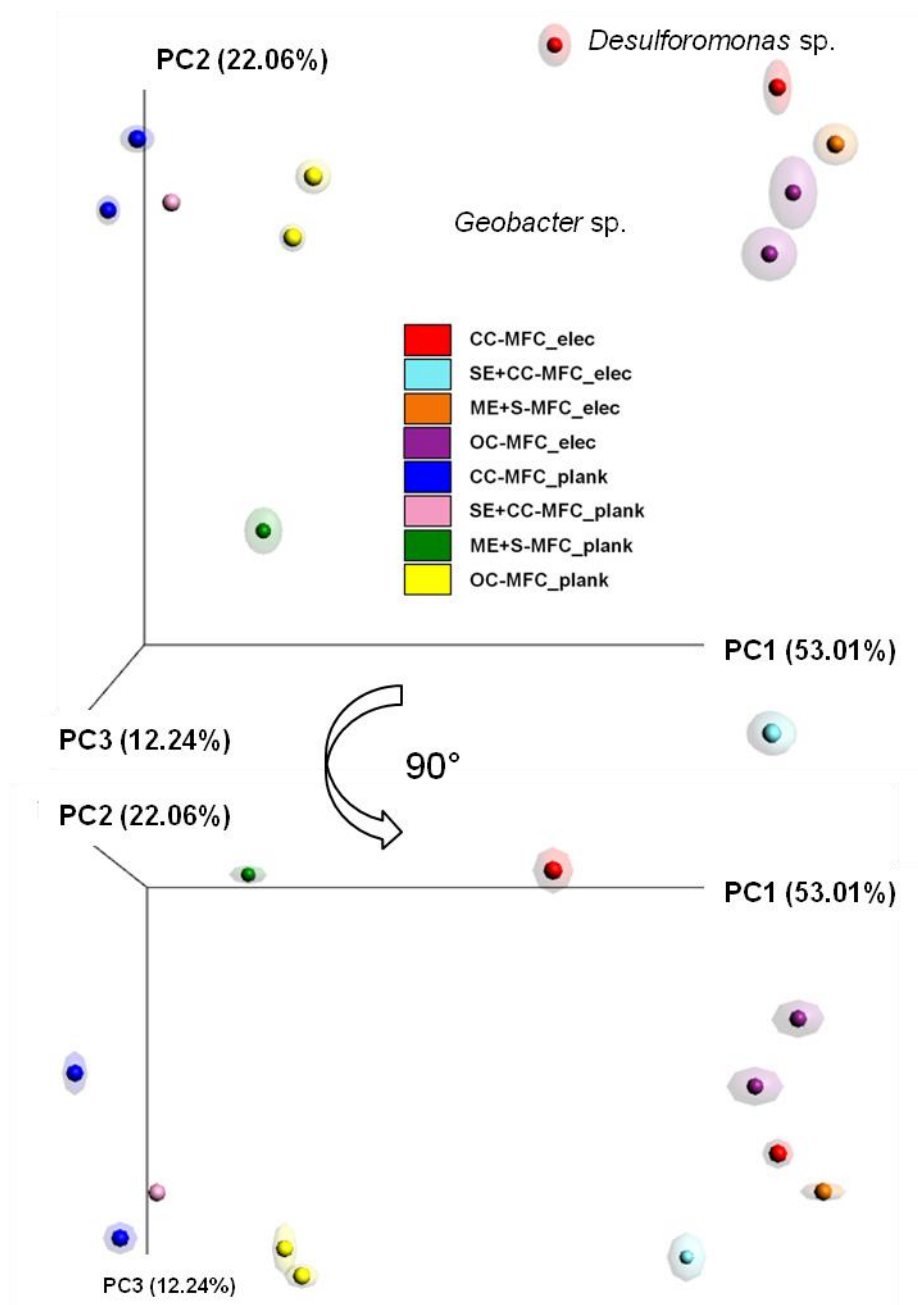 Desulforomonas sp.
PC2 (22.06%)
Geobacter sp.
CC-MFC_elec
SE+CC-MFC_elec
ME+S-MFC_elec
OC-MFC_elec
CC-MFC_plank
SE+CC-MFC_plank
ME+S-MFC_plank
OC-MFC_plank
PC1 (53.01%)
PC3 (12.24%)
90°
PC2 (22.06%)
PC1 (53.01%)
PC3 (12.24%)